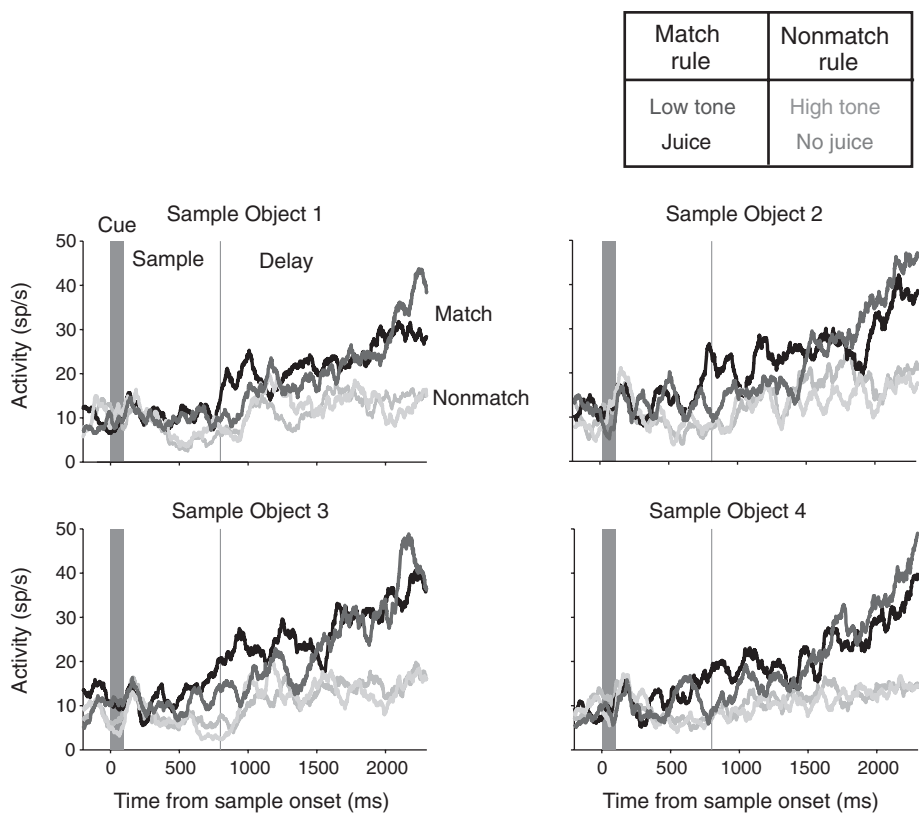 Match rule
Nonmatch rule
Low tone
High tone
Juice
No juice
Sample Object 1
Cue
Sample
Delay
50
40
30
20
10
0
Activity (sp/s)
Match
Nonmatch
Sample Object 2
Sample Object 3
50
40
30
20
10
0
Activity (sp/s)
0 500 1000 1500 2000
Time from sample onset (ms)
Sample Object 4
0 500 1000 1500 2000
Time from sample onset (ms)